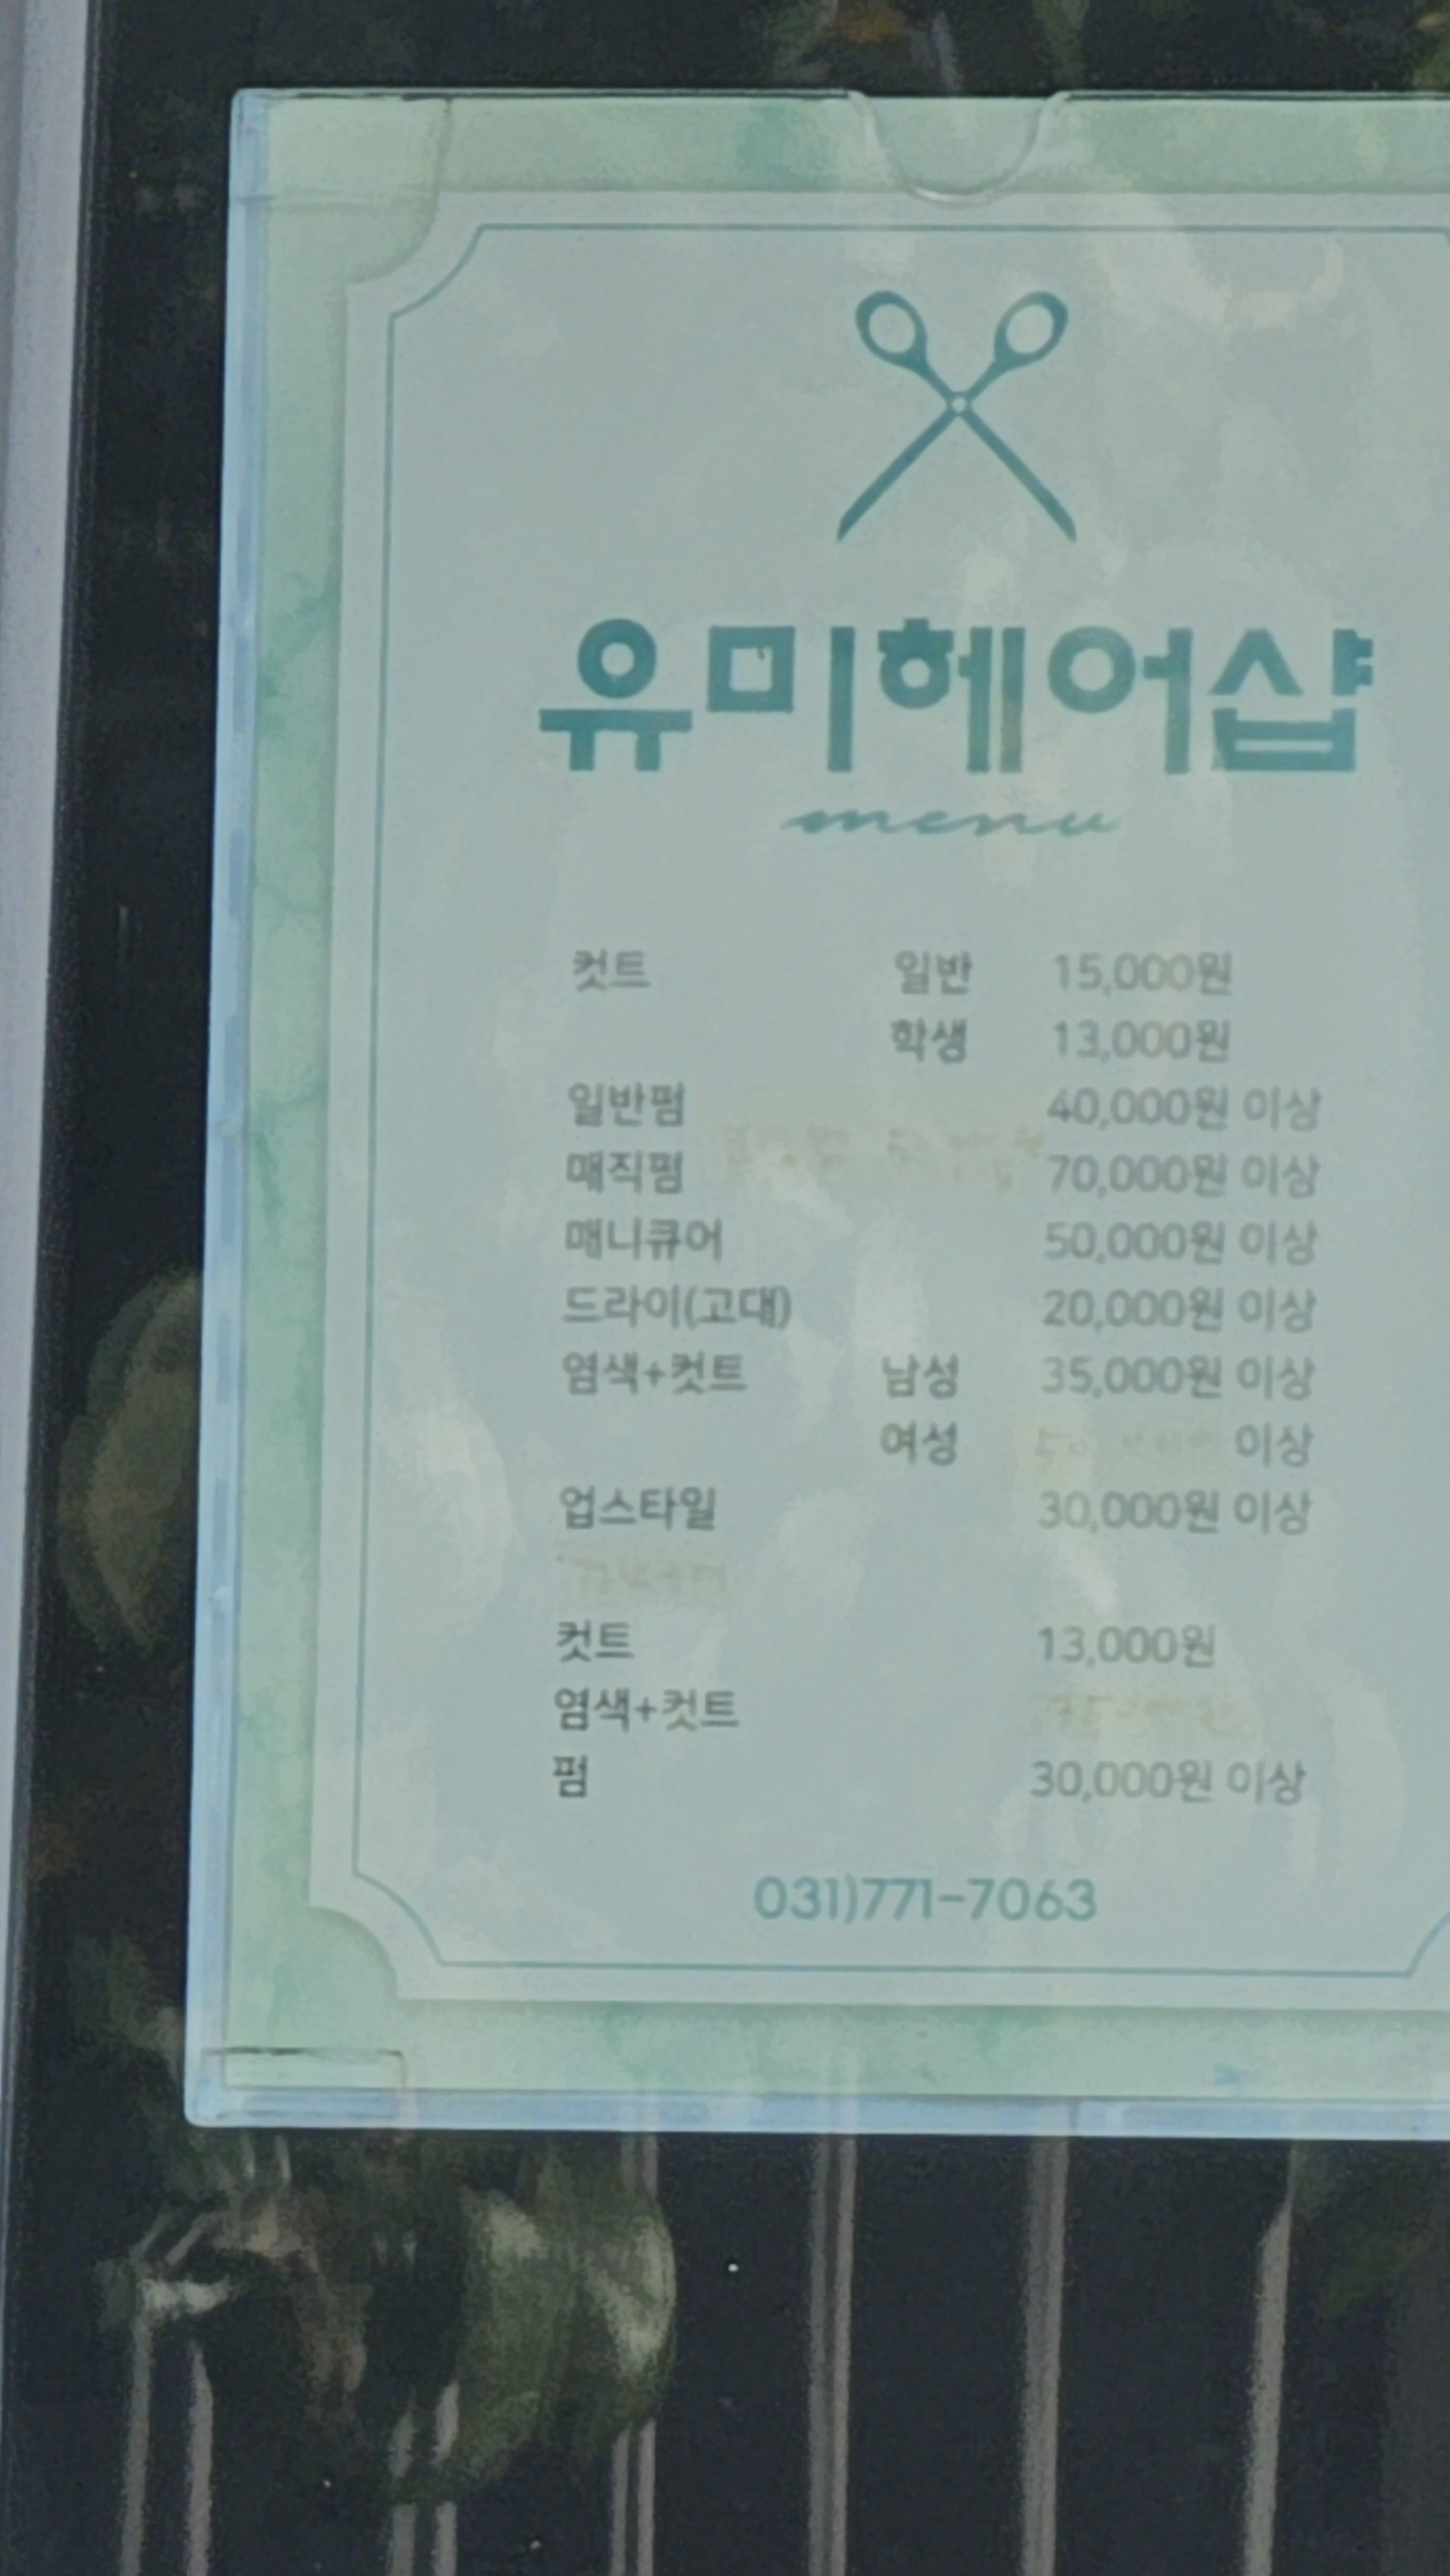 유미헤어샵
menu
컷트 일반 15,000원
학생 13,000원
일반펌 40,000원 이상
매직펌 70,000원 이상
매니큐어 50,000원 이상
드라이(고대) 20,000원 이상
염색+컷트 남성 35,000원 이상
여성 이상
업스타일 30,000원 이상
컷트 13,000원
염색+컷트
펌 30,000원 이상
031)771-7063